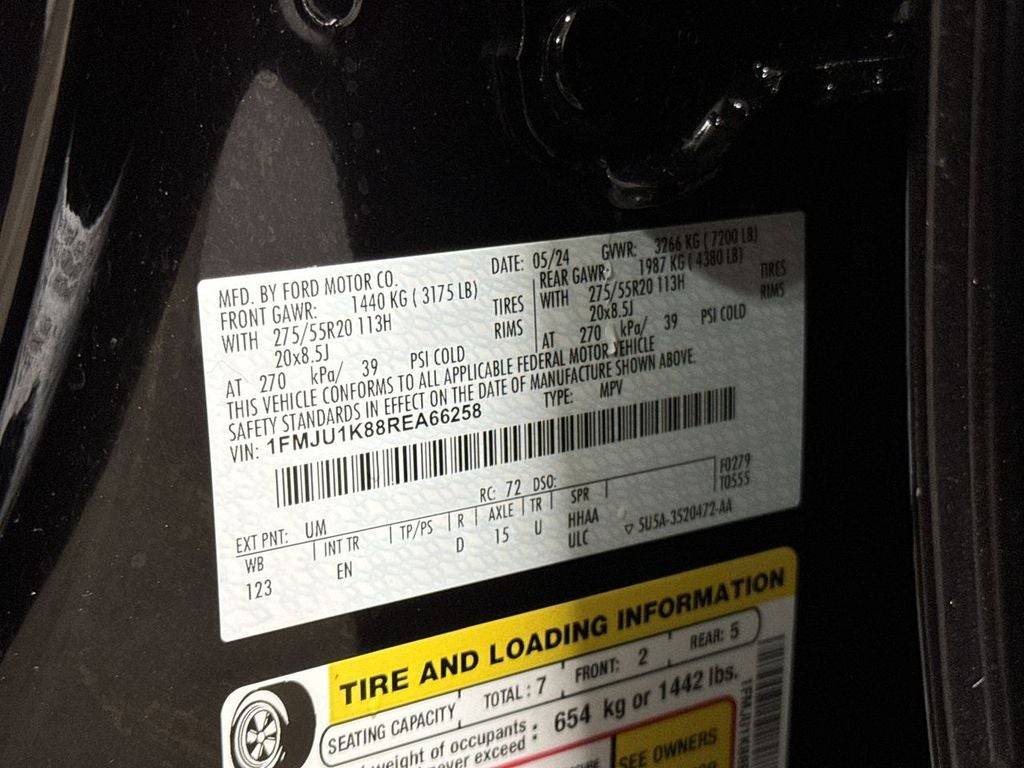 MFD. BY FORD MOTOR CO. DATE: 05/24 GVWR: 3266 KG ( 7200 LB)
FRONT GAWR: 1440 KG ( 3175 LB) REAR GAWR: 1987 KG ( 4380 LB)
WITH 275/55R20 113H TIRES WITH 275/55R20 113H TIRES
20x8.5J RIMS 20x8.5J RIMS
AT 270 kPa/ 39 PSI COLD AT 270 kPa/ 39 PSI COLD
THIS VEHICLE CONFORMS TO ALL APPLICABLE FEDERAL MOTOR VEHICLE
SAFETY STANDARDS IN EFFECT ON THE DATE OF MANUFACTURE SHOWN ABOVE.
VIN: 1FMJU1K88REA66258 TYPE: MPV
EXT PNT: UM RC: 72 DSO: F0279
WB INT TR TP/PS R AXLE TR SPR T0555
123 EN D 15 U HHAA
ULC ▽ 5U5A-3520472-AA
TIRE AND LOADING INFORMATION
SEATING CAPACITY TOTAL: 7 FRONT: 2 REAR: 5
weight of occupants
never exceed : 654 kg or 1442 lbs.
SEE OWNERS